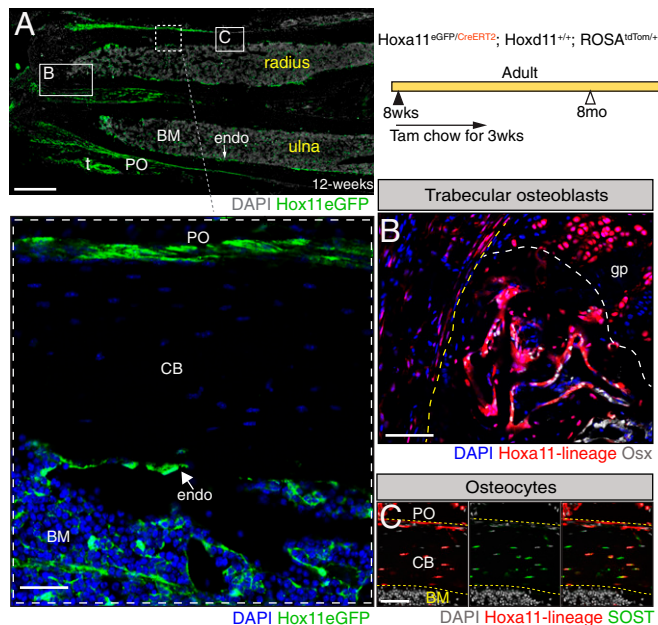 A
C
B
radius
BM
endo
ulna
t
PO
12-weeks
DAPI Hox11eGFP
PO
CB
endo
BM
DAPI Hox11eGFP
Hoxa11eGFP/CreERT2; Hoxd11+/+; ROSAtdTom/+
Adult
8wks
8mo
Tam chow for 3wks
Trabecular osteoblasts
B
gp
DAPI Hoxa11-lineage Osx
Osteocytes
C
PO
CB
BM
DAPI Hoxa11-lineage SOST